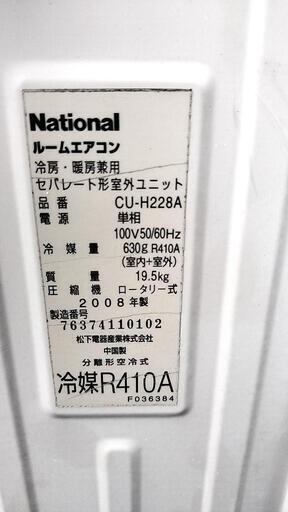 National
ルームエアコン
冷房・暖房兼用
セパレート形室外ユニット
品番 CU-H228A
電源 単相
100V50/60Hz
冷媒量 630g R410A
(室内+室外)
質量 19.5kg
圧縮機 ロータリー式
2008年製
製造番号
76374110102
松下電器産業株式会社
中国製
分離形空冷式
冷媒R410A
F036384